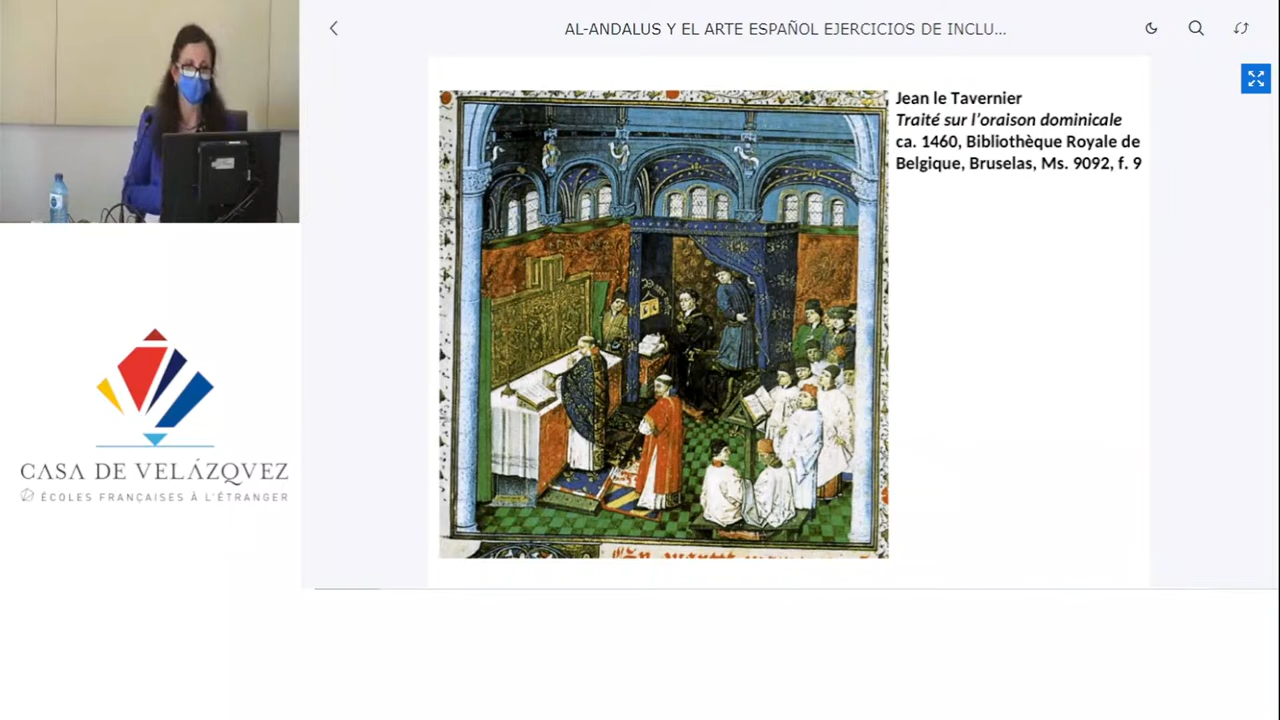 AL-ANDALUS Y EL ARTE ESPAÑOL EJERCICIOS DE INCLU...
Jean le Tavernier
Traité sur l’oraison dominicale
ca. 1460, Bibliothèque Royale de
Belgique, Bruselas, Ms. 9092, f. 9
CASA DE VELÁZQVEZ
ÉCOLES FRANÇAISES À L'ÉTRANGER